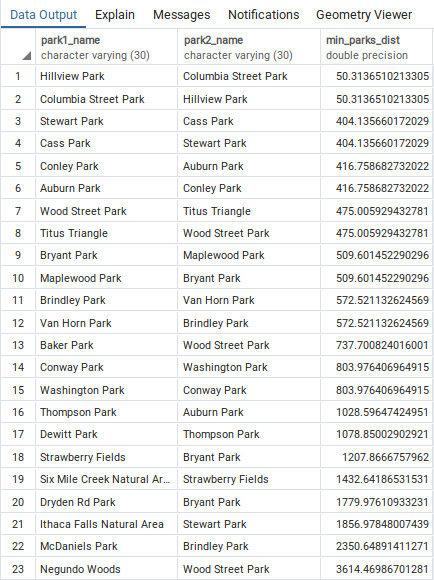 Data Output Explain Messages Notifications Geometry Viewer
park1_name park2_name min_parks_dist
character varying (30) character varying (30) double precision
1 Hillview Park Columbia Street Park 50.3136510213305
2 Columbia Street Park Hillview Park 50.3136510213305
3 Stewart Park Cass Park 404.135660172029
4 Cass Park Stewart Park 404.135660172029
5 Conley Park Auburn Park 416.758682732022
6 Auburn Park Conley Park 416.758682732022
7 Wood Street Park Titus Triangle 475.005929432781
8 Titus Triangle Wood Street Park 475.005929432781
9 Bryant Park Maplewood Park 509.601452290296
10 Maplewood Park Bryant Park 509.601452290296
11 Brindley Park Van Horn Park 572.521132624569
12 Van Horn Park Brindley Park 572.521132624569
13 Baker Park Wood Street Park 737.700824016001
14 Conway Park Washington Park 803.976406964915
15 Washington Park Conway Park 803.976406964915
16 Thompson Park Auburn Park 1028.59647424951
17 Dewitt Park Thompson Park 1078.85002902921
18 Strawberry Fields Bryant Park 1207.8666757962
19 Six Mile Creek Natural Ar... Strawberry Fields 1432.64186531531
20 Dryden Rd Park Bryant Park 1779.97610933231
21 Ithaca Falls Natural Area Stewart Park 1856.97848007439
22 McDaniels Park Brindley Park 2350.64891411271
23 Negundo Woods Wood Street Park 3614.46986701281